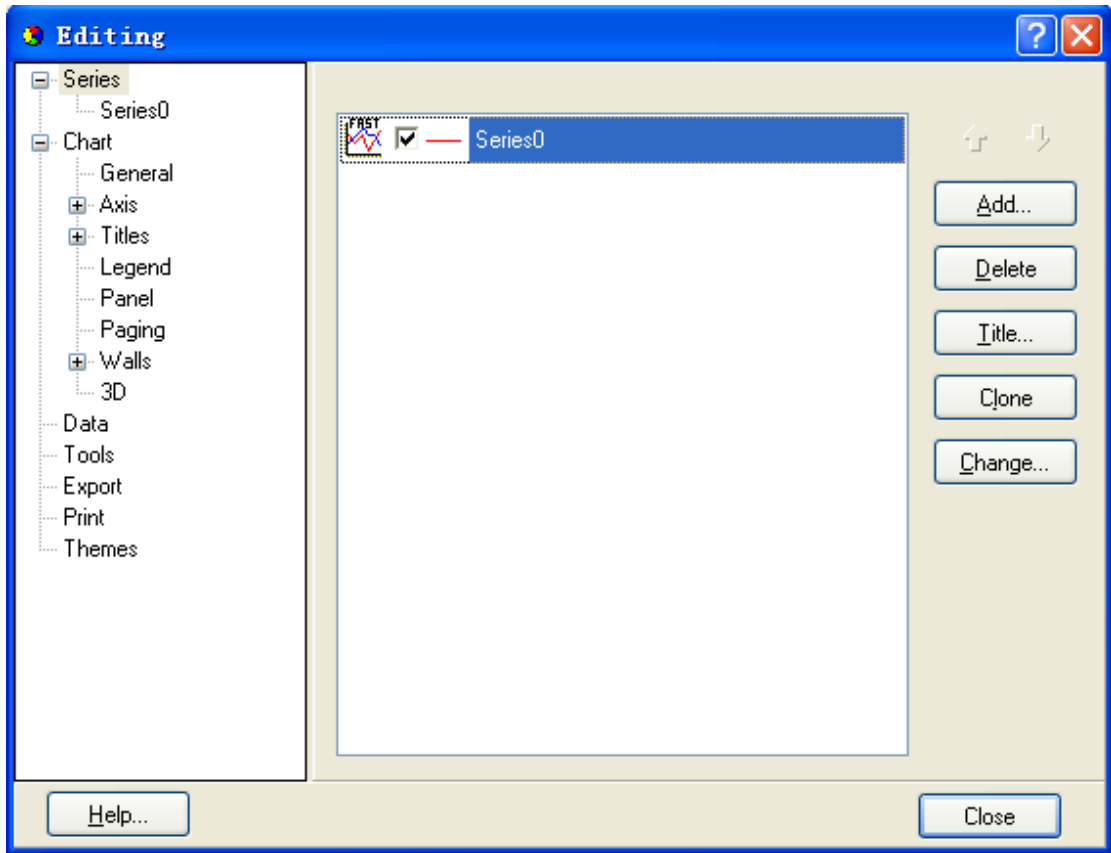 Editing
Series
Series0
Chart
General
Axis
Titles
Legend
Panel
Paging
Walls
3D
Data
Tools
Export
Print
Themes
FAST
Series0
Add...
Delete
Title...
Clone
Change...
Help...
Close